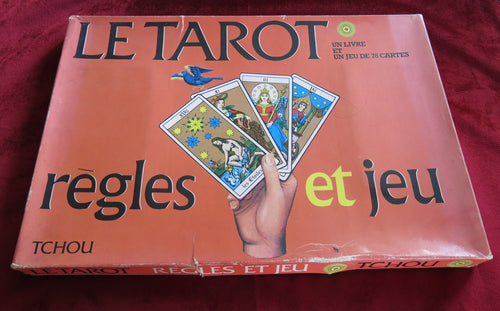 LE TAROT
UN LIVRE
ET
UN JEU DE 78 CARTES
règles et jeu
TCHOU
LE TAROT RÈGLES ET JEU TCHOU